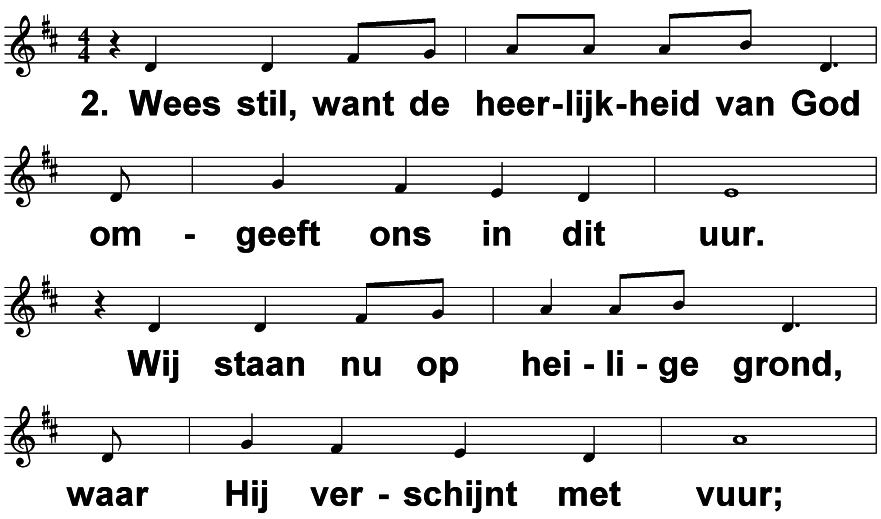 2. Wees stil, want de heer-lijk-heid van God
om - geeft ons in dit uur.
Wij staan nu op hei - li - ge grond,
waar Hij ver - schijnt met vuur;